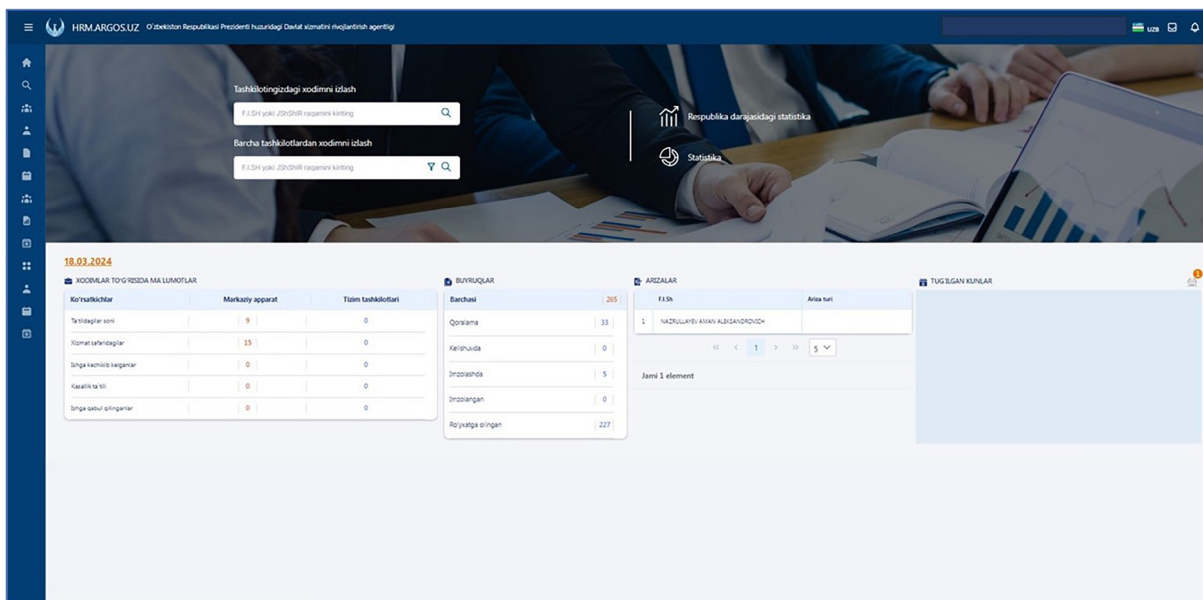 HRM.ARGOS.UZ O'zbekiston Respublikasi Prezidenti huzuridagi Davlat xizmatini rivojlantirish agentligi
UZB
Tashkilotingizdagi xodimni izlash
F.I.SH yoki JShShIR raqamini kiriting
Barcha tashkilotlardan xodimni izlash
F.I.SH yoki JShShIR raqamini kiriting
Respublika darajasidagi statistika
Statistika
18.03.2024
XODIMLAR TO'G'RISIDA MA'LUMOTLAR
Ko'rsatkichlar Markaziy apparat Tizim tashkilotlari
Ta'tildagilar soni 9 0
Xizmat safaridagilar 15 0
Ishga kechikib kelganlar 0 0
Kasallik ta'tili 0 0
Ishga qabul qilinganlar 0 0
BUYRUQLAR
Barchasi 265
Qoralama 33
Kelishuvda 0
Imzolashda 5
Imzolangan 0
Ro'yxatga olingan 227
ARIZALAR
F.I.Sh Ariza turi
1 NAZRULLAYEV AMAN ALEKSANDROVICH
« < 1 > » 5
Jami 1 element
TUG'ILGAN KUNLAR
1